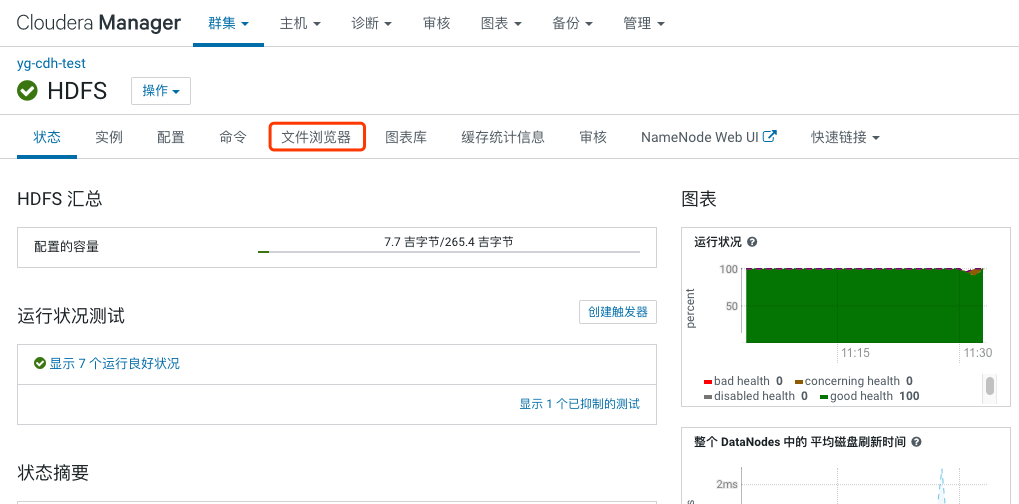 Cloudera Manager 群集 主机 诊断 审核 图表 备份 管理
yg-cdh-test
HDFS 操作
状态 实例 配置 命令 文件浏览器 图表库 缓存统计信息 审核 NameNode Web UI 快速链接
HDFS 汇总
配置的容量 7.7 吉字节/265.4 吉字节
运行状况测试 创建触发器
显示 7 个运行良好状况
显示 1 个已抑制的测试
状态摘要
图表
运行状况
percent
100
50
11:15 11:30
bad health 0 concerning health 0
disabled health 0 good health 100
整个 DataNodes 中的 平均磁盘刷新时间
2ms